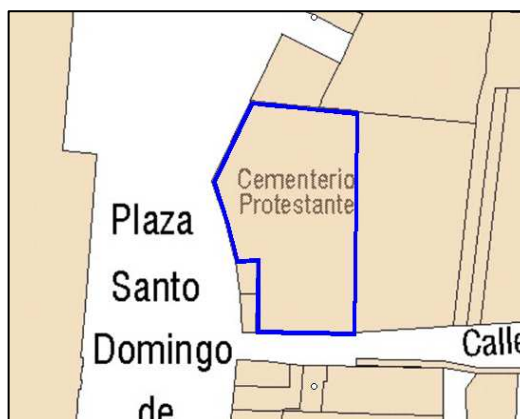 Cementerio
Protestante
Plaza
Santo
Domingo
de
Calle